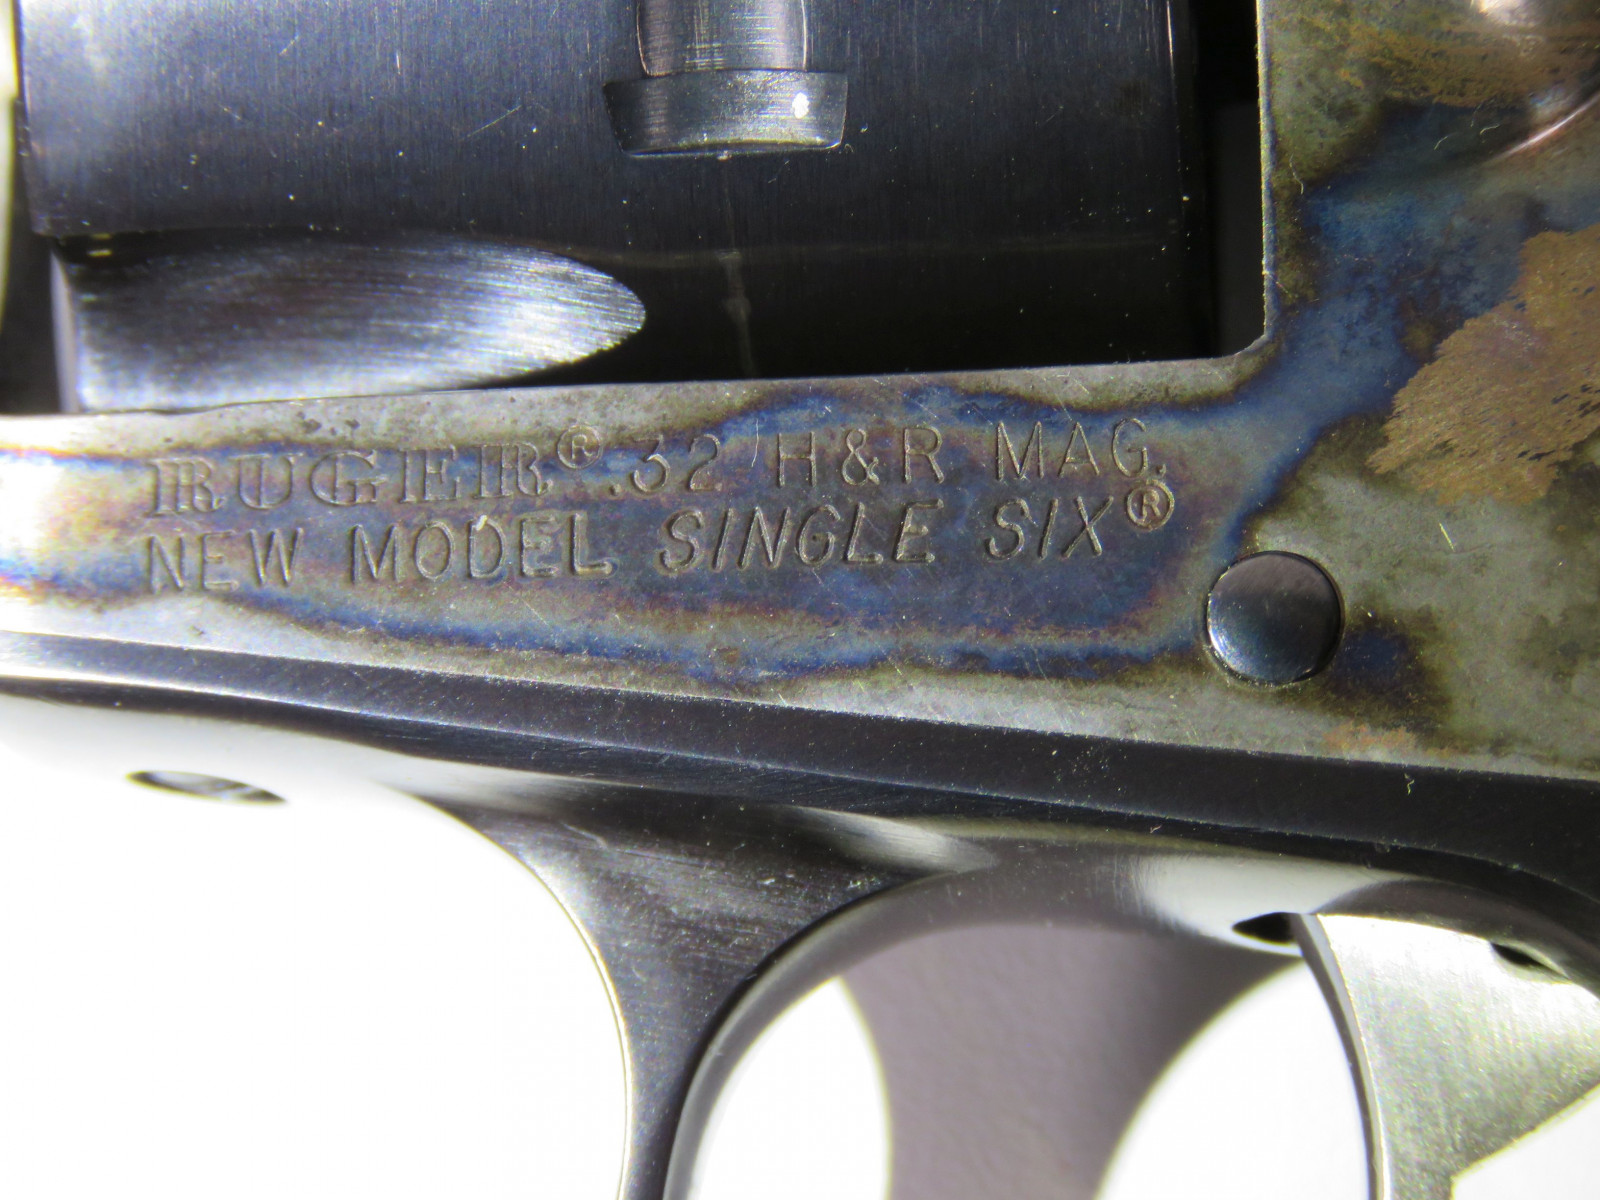 RUGER® .32 H&R MAG.
NEW MODEL SINGLE SIX®